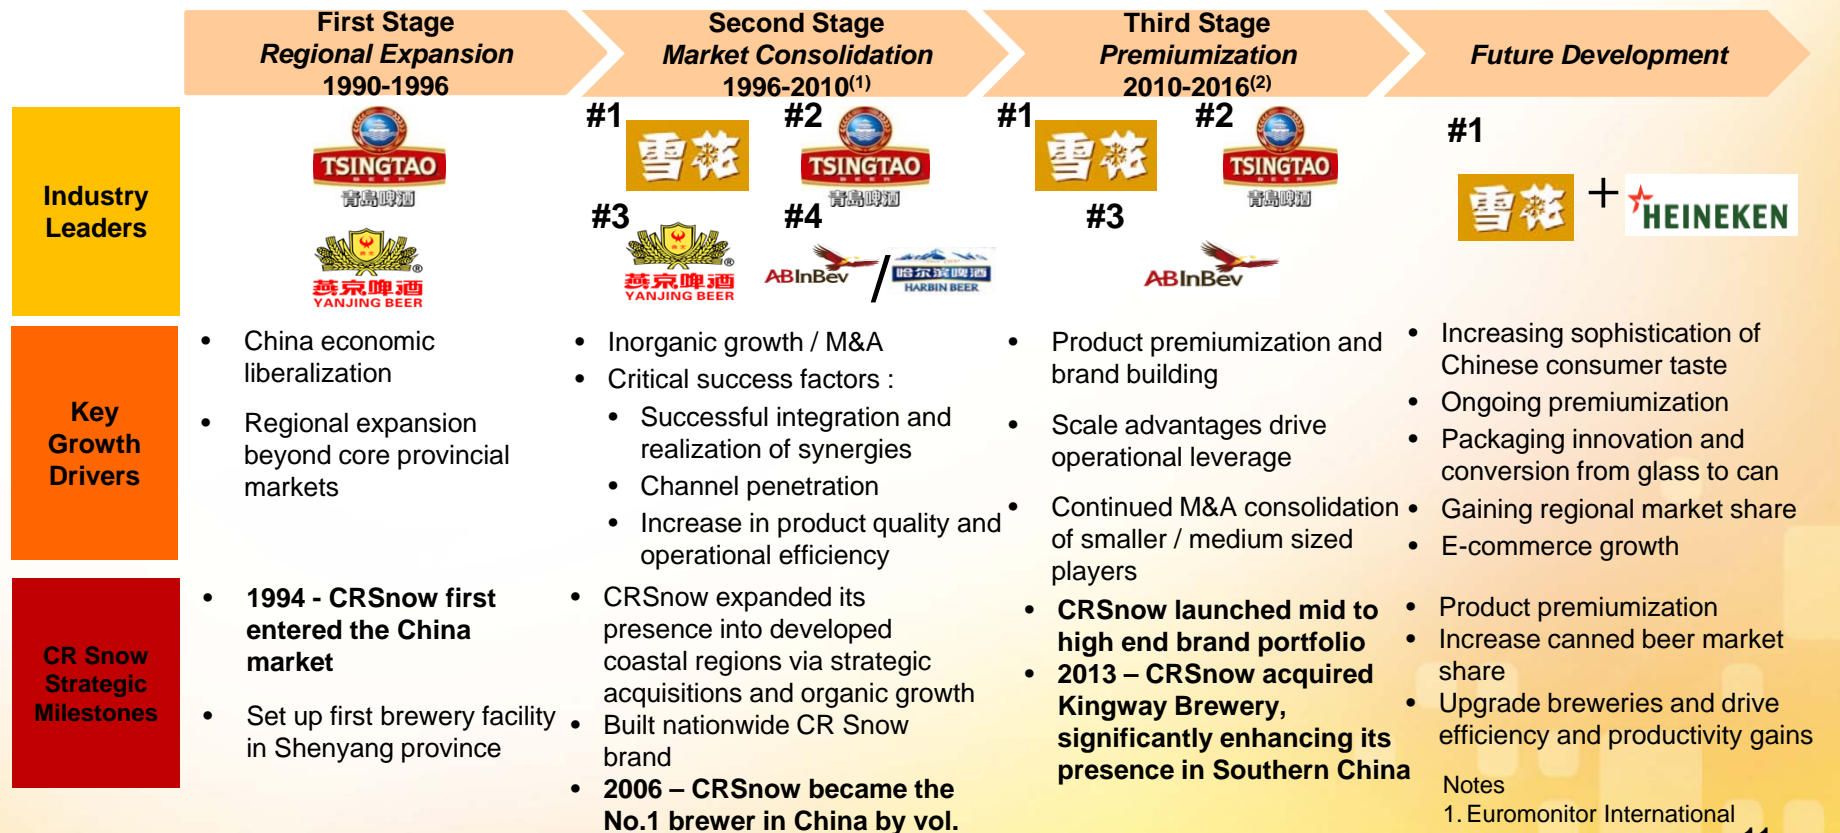 First Stage
Regional Expansion
1990-1996
Second Stage
Market Consolidation
1996-2010(1)
Third Stage
Premiumization
2010-2016(2)
Future Development
Industry
Leaders
TSINGTAO
BEER
青岛啤酒
燕京啤酒
YANJING BEER
#1
雪花
#2
TSINGTAO
BEER
青岛啤酒
#3
燕京啤酒
YANJING BEER
#4
ABInBev
/
哈尔滨啤酒
HARBIN BEER
#1
雪花
#2
TSINGTAO
BEER
青岛啤酒
#3
ABInBev
#1
雪花
+
HEINEKEN
Key
Growth
Drivers
• China economic
liberalization
• Regional expansion
beyond core provincial
markets
• Inorganic growth / M&A
• Critical success factors :
• Successful integration and
realization of synergies
• Channel penetration
• Increase in product quality and
operational efficiency
• Product premiumization and
brand building
• Scale advantages drive
operational leverage
• Continued M&A consolidation
of smaller / medium sized
players
• Increasing sophistication of
Chinese consumer taste
• Ongoing premiumization
• Packaging innovation and
conversion from glass to can
• Gaining regional market share
• E-commerce growth
CR Snow
Strategic
Milestones
• 1994 - CRSnow first
entered the China
market
• Set up first brewery facility
in Shenyang province
• CRSnow expanded its
presence into developed
coastal regions via strategic
acquisitions and organic growth
• Built nationwide CR Snow
brand
• 2006 – CRSnow became the
No.1 brewer in China by vol.
• CRSnow launched mid to
high end brand portfolio
• 2013 – CRSnow acquired
Kingway Brewery,
significantly enhancing its
presence in Southern China
• Product premiumization
• Increase canned beer market
share
• Upgrade breweries and drive
efficiency and productivity gains
Notes
1. Euromonitor International